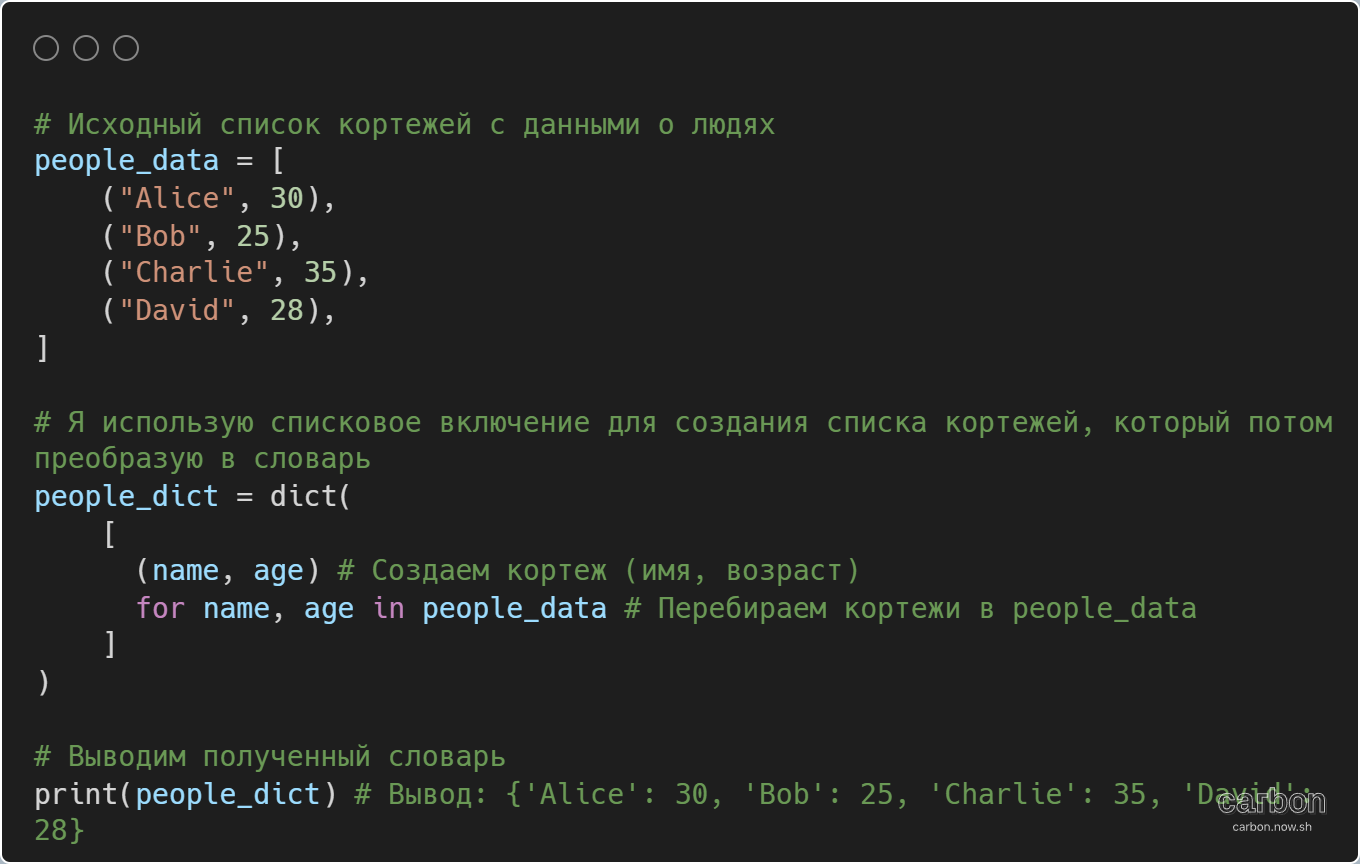 # Исходный список кортежей с данными о людях
people_data = [
    ("Alice", 30),
    ("Bob", 25),
    ("Charlie", 35),
    ("David", 28),
]

# Я использую списковое включение для создания списка кортежей, который потом
преобразую в словарь
people_dict = dict(
    [
      (name, age) # Создаем кортеж (имя, возраст)
      for name, age in people_data # Перебираем кортежи в people_data
    ]
)

# Выводим полученный словарь
print(people_dict) # Вывод: {'Alice': 30, 'Bob': 25, 'Charlie': 35, 'David':
28}
carbon
carbon.now.sh